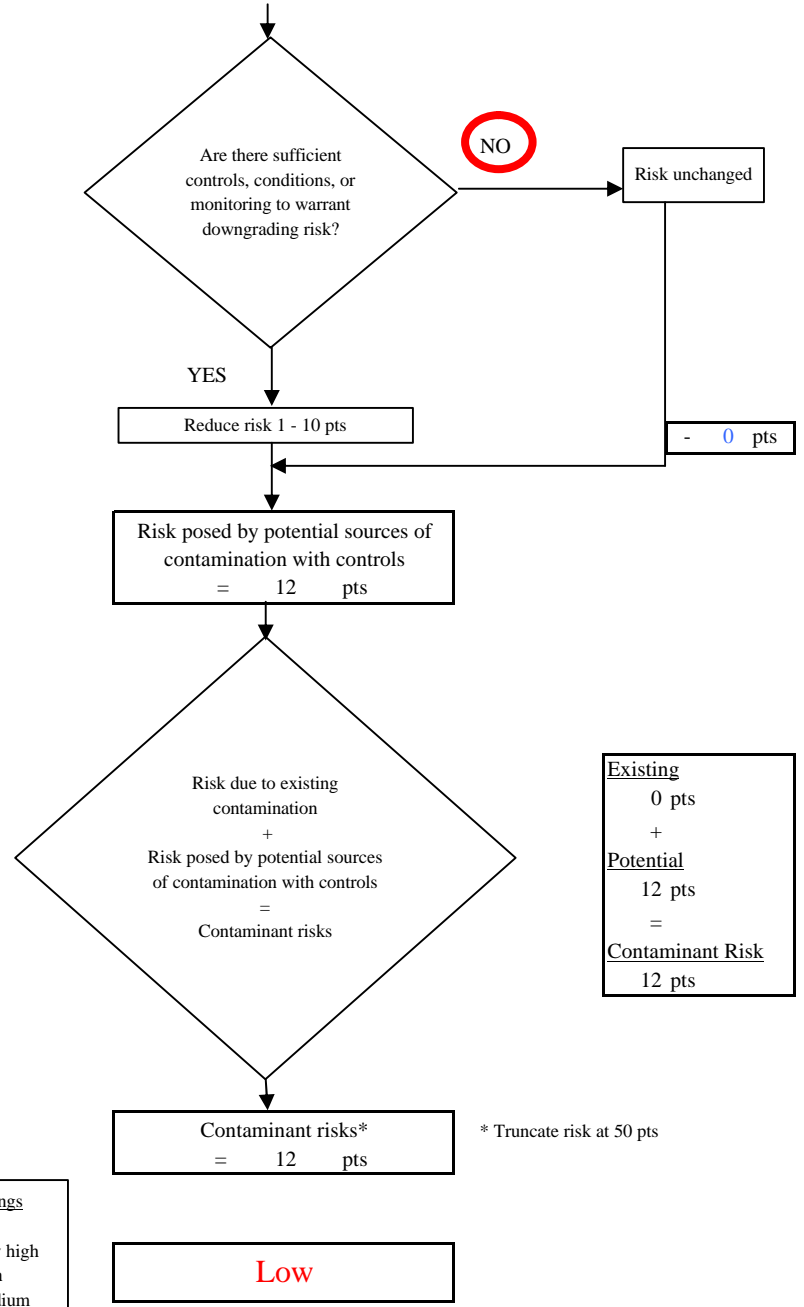 Are there sufficient
controls, conditions, or
monitoring to warrant
downgrading risk?
NO
Risk unchanged
YES
Reduce risk 1 - 10 pts
- 0 pts
Risk posed by potential sources of
contamination with controls
= 12 pts
Risk due to existing
contamination
+
Risk posed by potential sources
of contamination with controls
=
Contaminant risks
Existing
0 pts
+
Potential
12 pts
=
Contaminant Risk
12 pts
Contaminant risks*
= 12 pts
* Truncate risk at 50 pts
high
Low